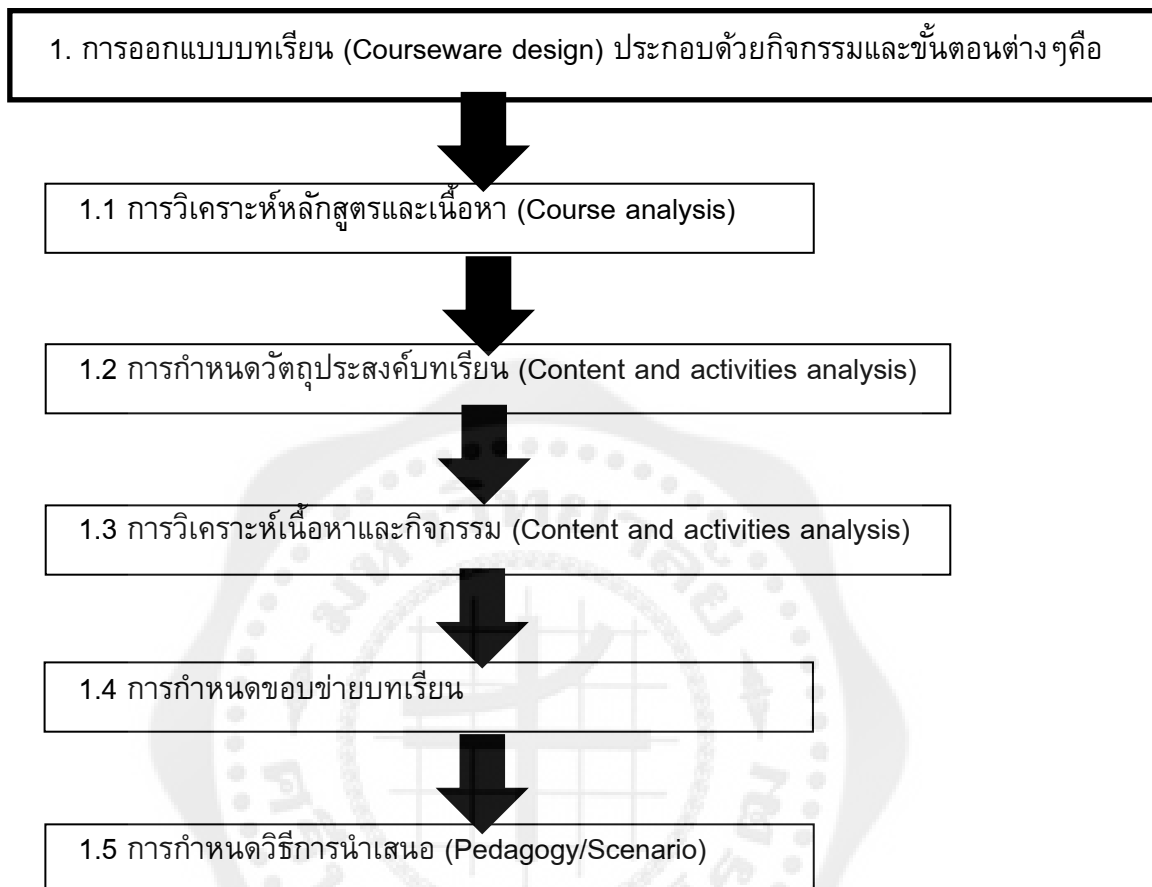 1. การออกแบบบทเรียน (Courseware design) ประกอบด้วยกิจกรรมและขั้นตอนต่างๆคือ
1.1 การวิเคราะห์หลักสูตรและเนื้อหา (Course analysis)
1.2 การกำหนดวัตถุประสงค์บทเรียน (Content and activities analysis)
1.3 การวิเคราะห์เนื้อหาและกิจกรรม (Content and activities analysis)
1.4 การกำหนดขอบข่ายบทเรียน
1.5 การกำหนดวิธีการนำเสนอ (Pedagogy/Scenario)